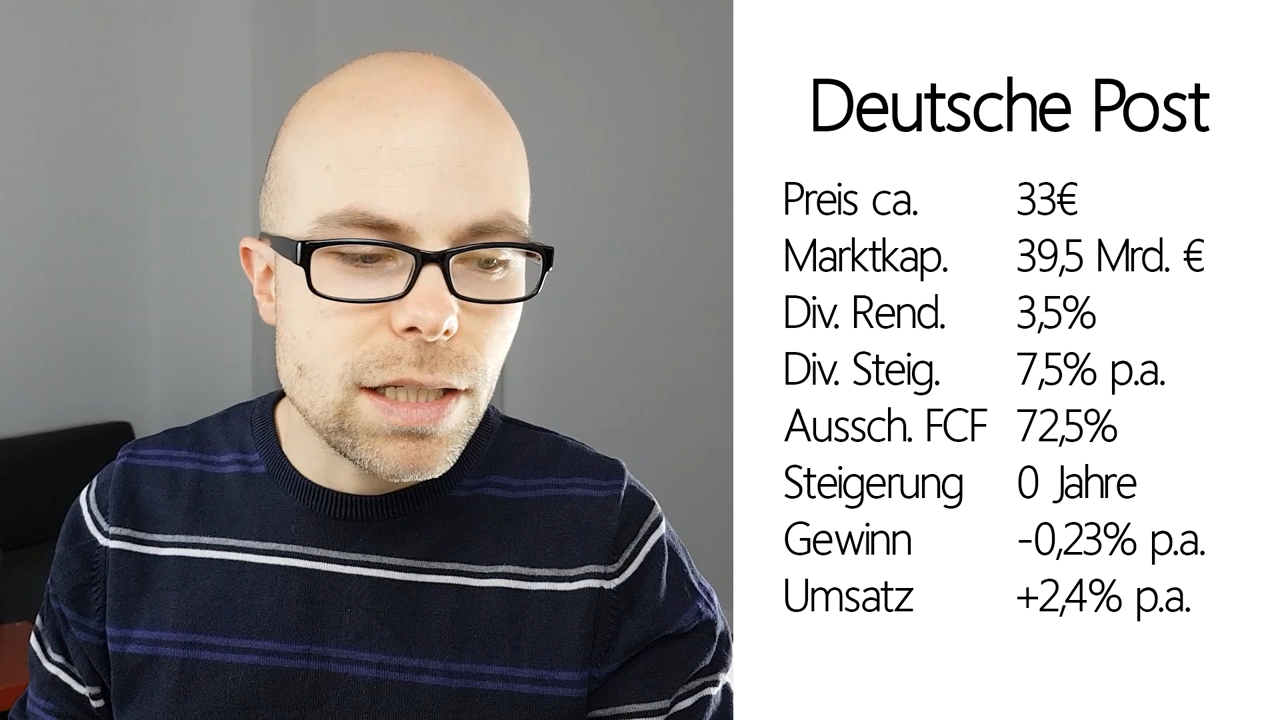 Deutsche Post
Preis ca. 33€
Marktkap. 39,5 Mrd. €
Div. Rend. 3,5%
Div. Steig. 7,5% p.a.
Aussch. FCF 72,5%
Steigerung 0 Jahre
Gewinn -0,23% p.a.
Umsatz +2,4% p.a.